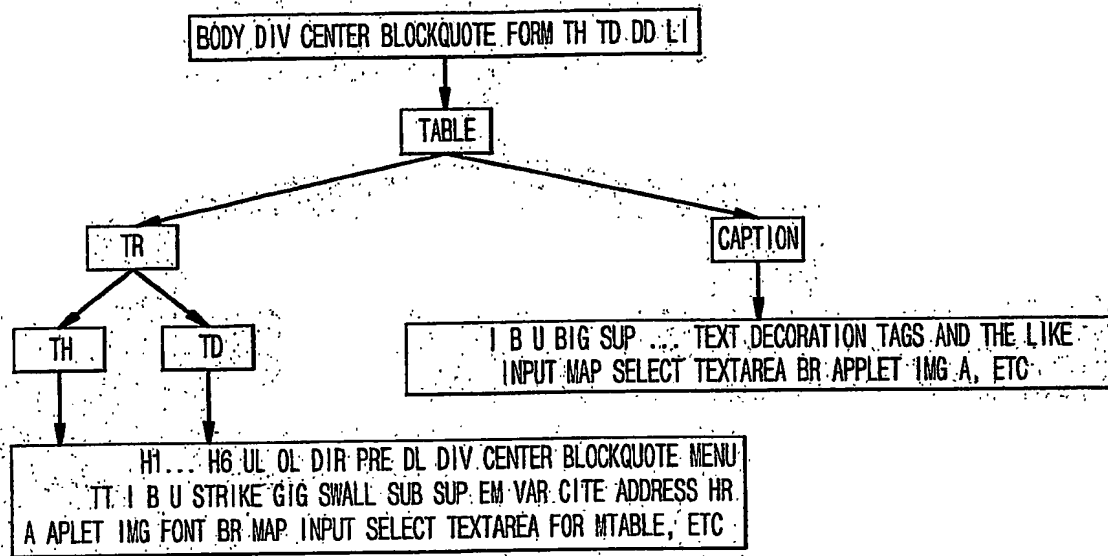 BODY DIV CENTER BLOCKQUOTE FORM TH TD DD LI
TABLE
TR
CAPTION
TH
TD
I B U BIG SUP ... TEXT DECORATION TAGS AND THE LIKE
INPUT MAP SELECT TEXTAREA BR APPLET IMG A, ETC
H1... H6 UL OL DIR PRE DL DIV CENTER BLOCKQUOTE MENU
TT I B U STRIKE GIG SWALL SUB SUP EM VAR CITE ADDRESS HR
A APLET IMG FONT BR MAP INPUT SELECT TEXTAREA FOR MTABLE, ETC